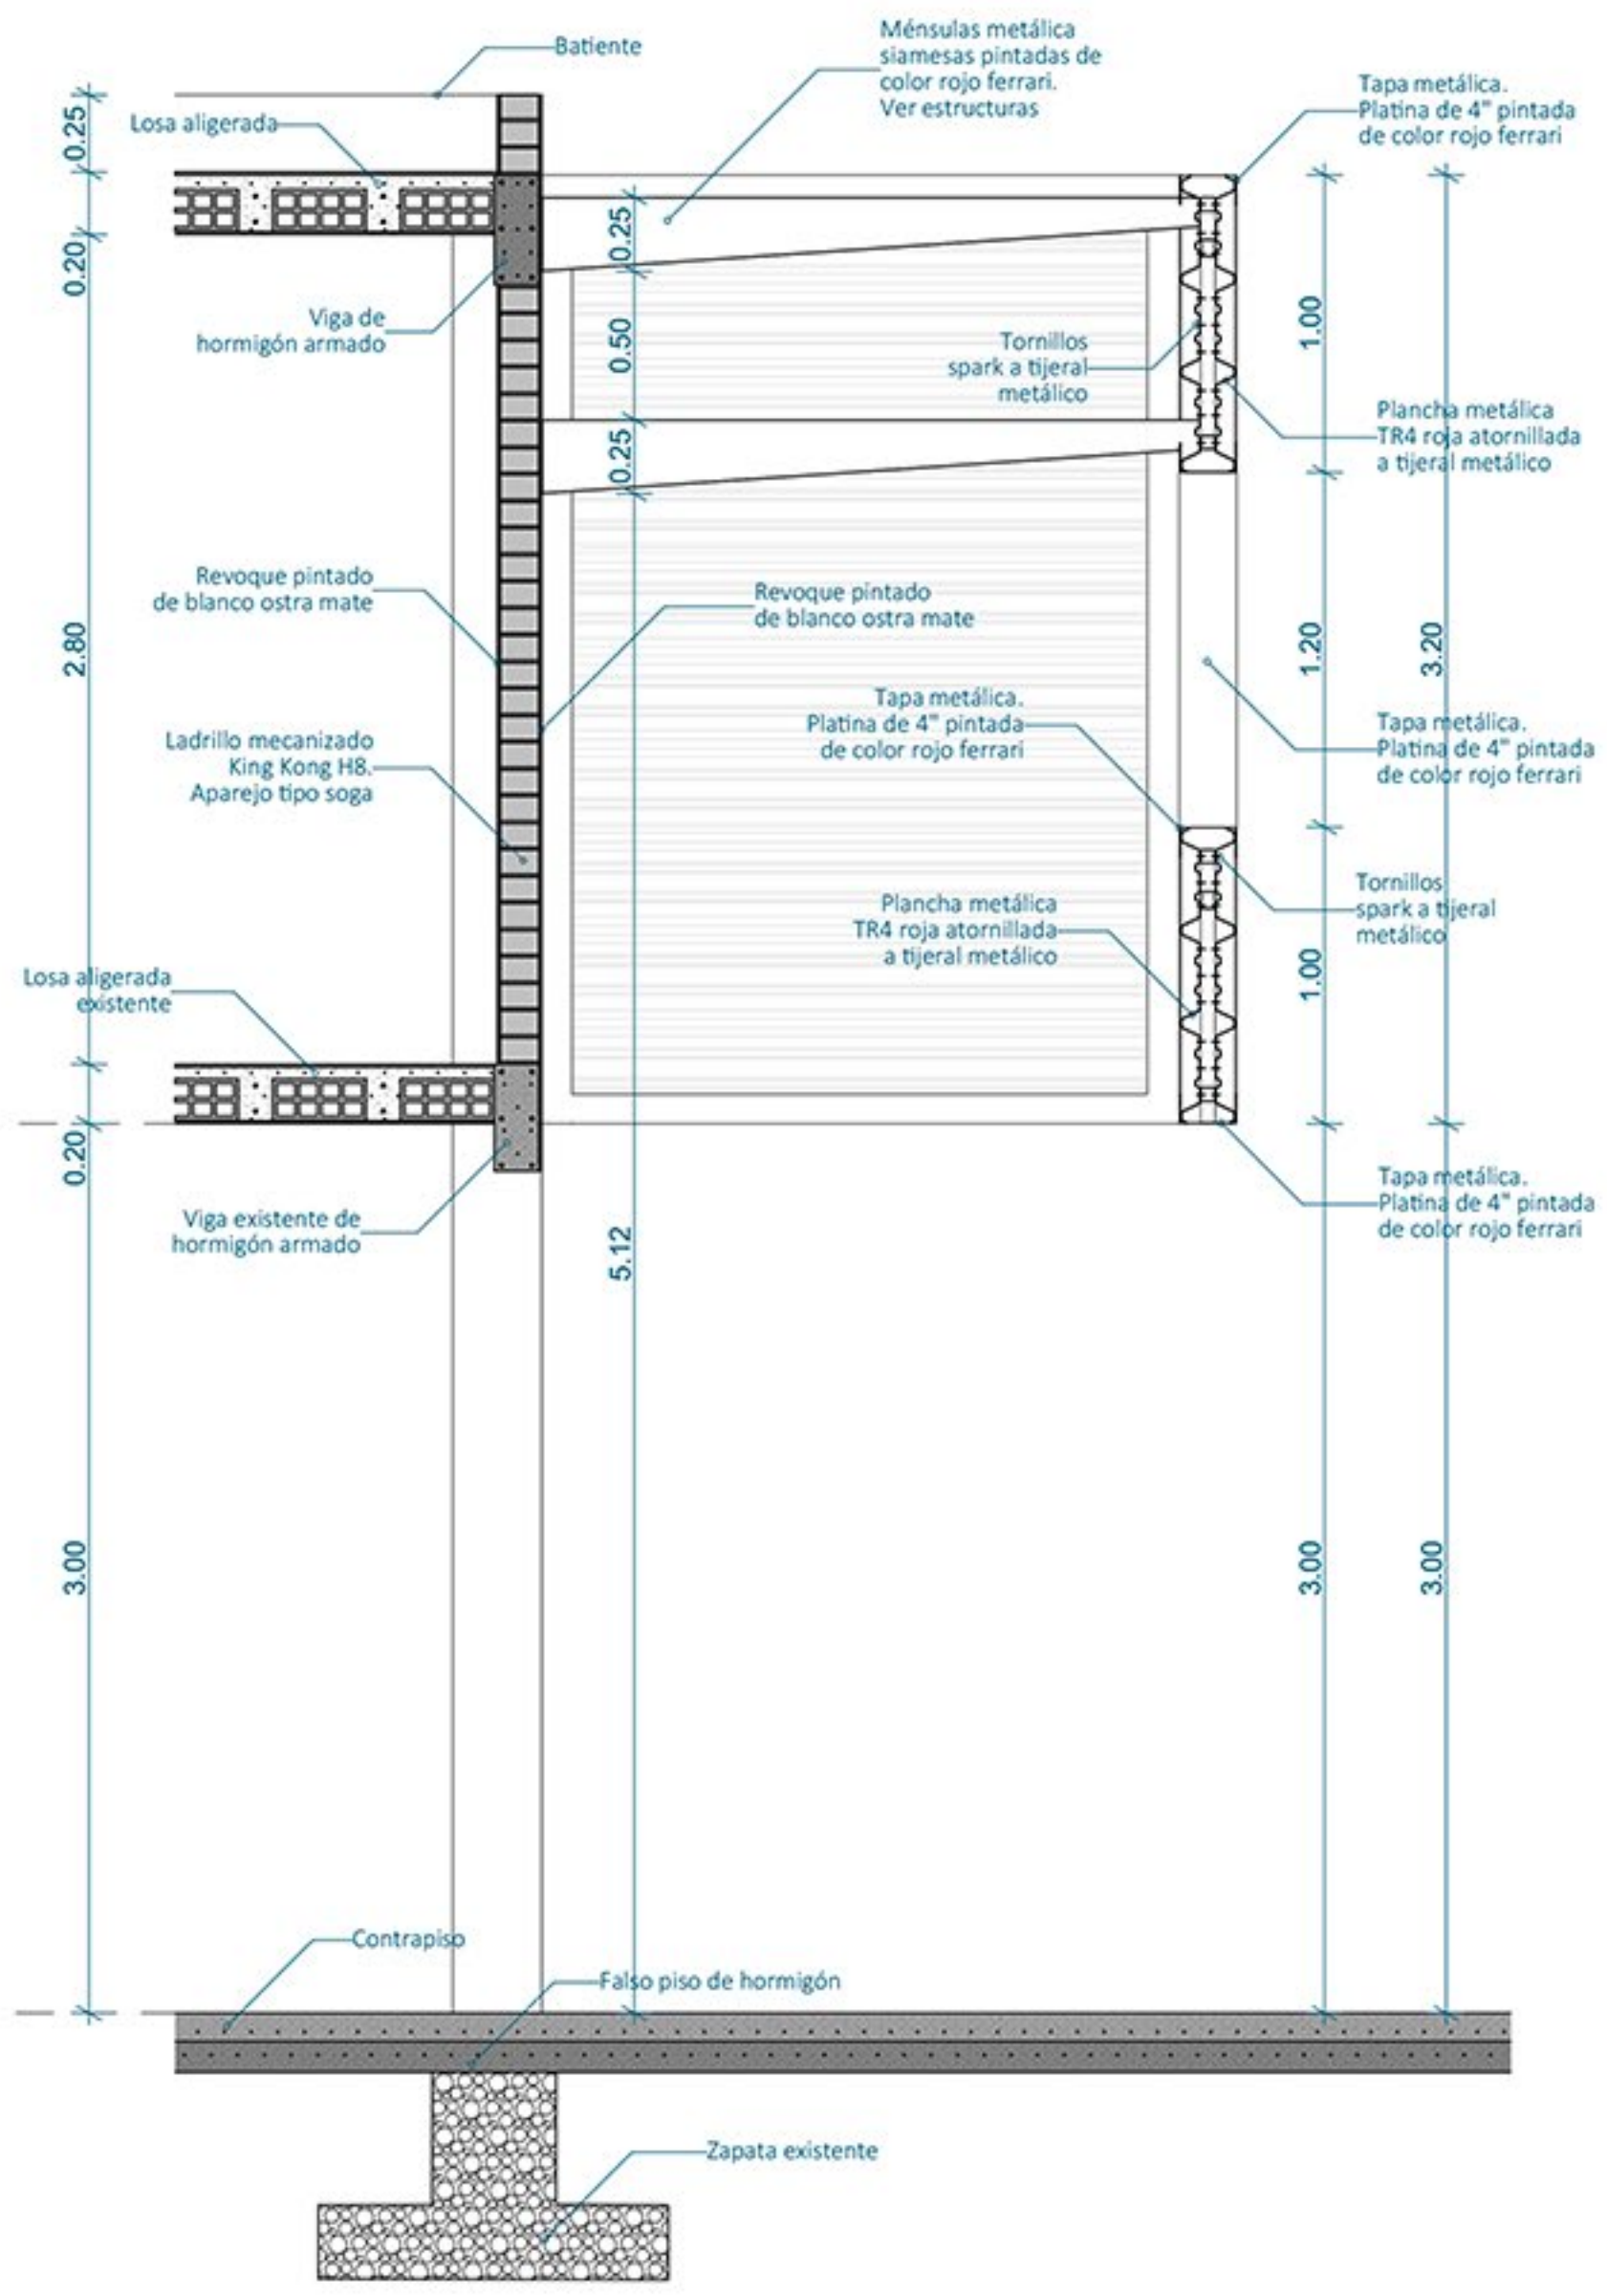 Batiente
Ménsulas metálica
siamesas pintadas de
color rojo ferrari.
Ver estructuras
Tapa metálica.
Platina de 4" pintada
de color rojo ferrari
0.25
Losa aligerada
0.20
0.25
Viga de
hormigón armado
0.50
Tornillos
spark a tijeral
metálico
1.00
Plancha metálica
TR4 roja atornillada
a tijeral metálico
0.25
Revoque pintado
de blanco ostra mate
Revoque pintado
de blanco ostra mate
2.80
1.20
3.20
Tapa metálica.
Platina de 4" pintada
de color rojo ferrari
Tapa metálica.
Platina de 4" pintada
de color rojo ferrari
Ladrillo mecanizado
King Kong H8.
Aparejo tipo soga
Tornillos
spark a tijeral
metálico
Plancha metálica
TR4 roja atornillada
a tijeral metálico
1.00
Losa aligerada
existente
0.20
Tapa metálica.
Platina de 4" pintada
de color rojo ferrari
Viga existente de
hormigón armado
5.12
3.00
3.00
3.00
Contrapiso
Falso piso de hormigón
Zapata existente